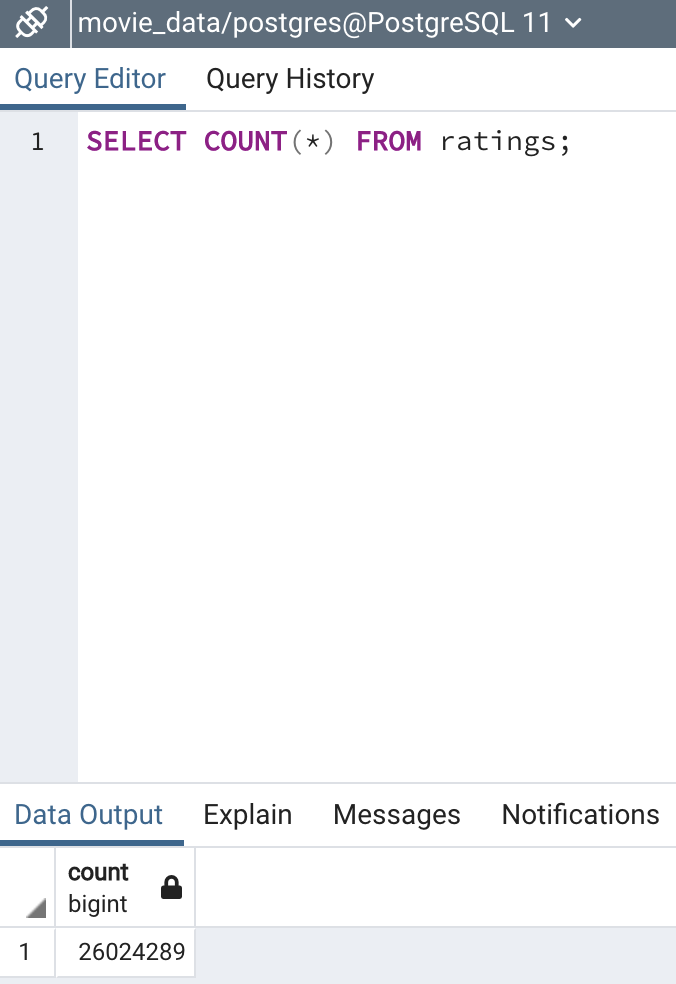 movie_data/postgres@PostgreSQL 11
Query Editor Query History
1 SELECT COUNT(*) FROM ratings;
Data Output Explain Messages Notifications
count
bigint
1 26024289